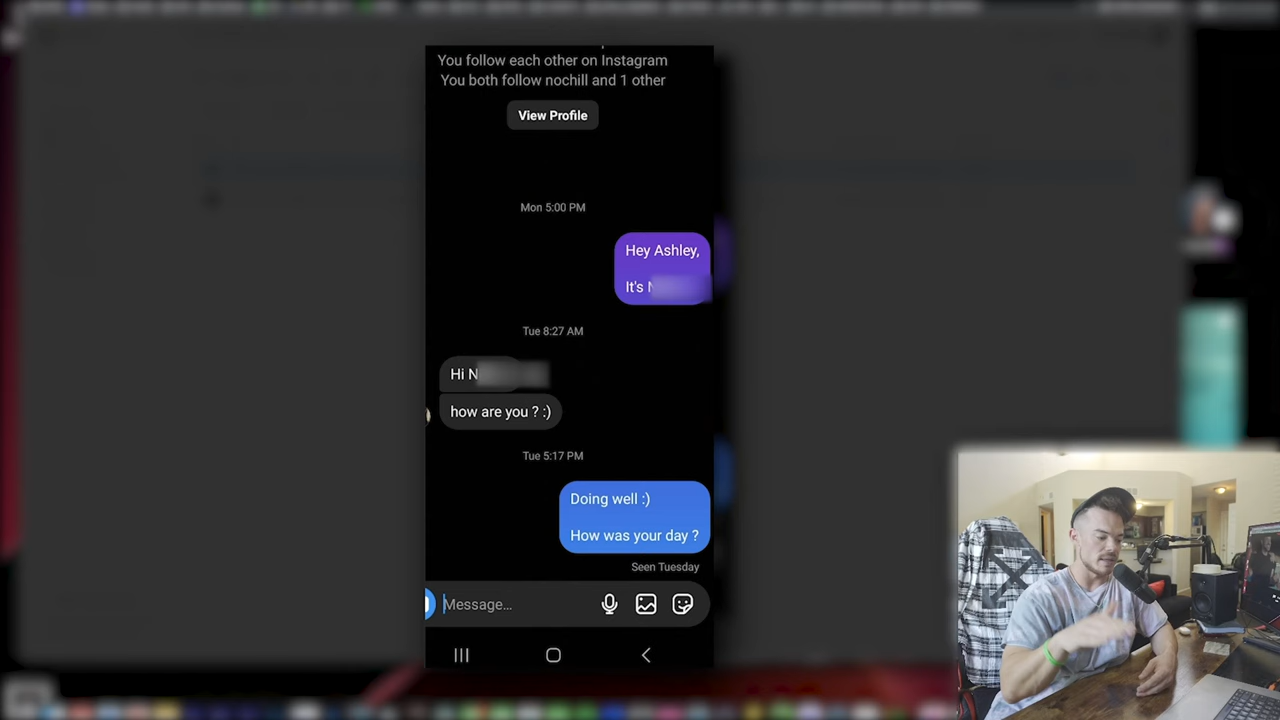 You follow each other on Instagram
You both follow nochill and 1 other
View Profile
Mon 5:00 PM
Hey Ashley,
It's
Tue 8:27 AM
Hi
how are you ? :)
Tue 5:17 PM
Doing well :)
How was your day ?
Seen Tuesday
Message...